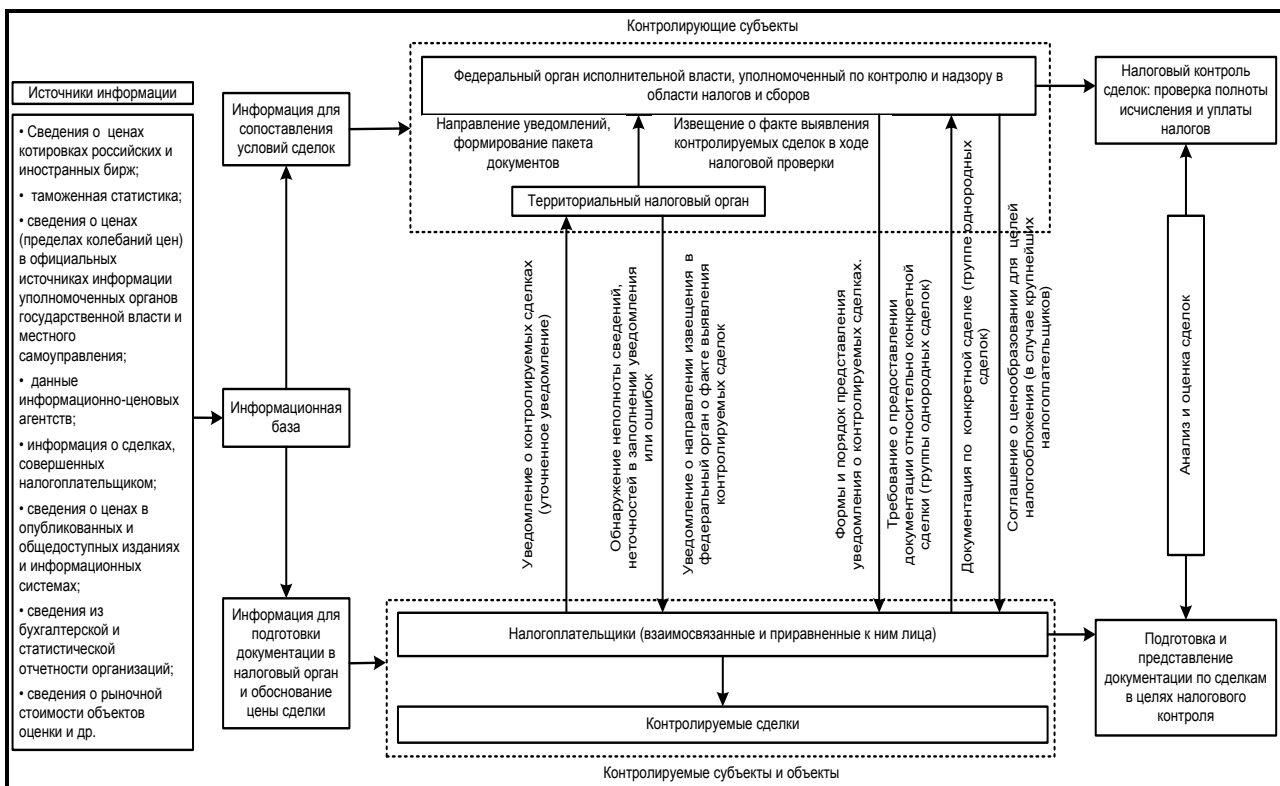 Контролирующие субъекты
Источники информации
• Сведения о ценах
котировках российских и
иностранных бирж;
• таможенная статистика;
• сведения о ценах
(пределах колебаний цен)
в официальных
источниках информации
уполномоченных органов
государственной власти и
местного
самоуправления;
• данные
информационно-ценовых
агентств;
• информация о сделках,
совершенных
налогоплательщиком;
• сведения о ценах в
опубликованных и
общедоступных изданиях
и информационных
системах;
• сведения из
бухгалтерской и
статистической
отчетности организаций;
• сведения о рыночной
стоимости объектов
оценки и др.
Информация для
сопоставления
условий сделок
Информационная
база
Информация для
подготовки
документации в
налоговый орган
и обоснование
цены сделки
Федеральный орган исполнительной власти, уполномоченный по контролю и надзору в
области налогов и сборов
Направление уведомлений,
формирование пакета
документов
Извещение о факте выявления
контролируемых сделок в ходе
налоговой проверки
Территориальный налоговый орган
Уведомление о контролируемых сделках
(уточненное уведомление)
Обнаружение неполноты сведений,
неточностей в заполнении уведомления
или ошибок
Уведомление о направлении извещения в
федеральный орган о факте выявления
контролируемых сделок
Формы и порядок представления
уведомления о контролируемых сделках.
Требование о предоставлении
документации относительно конкретной
сделки (группы однородных сделок)
Документация по конкретной сделке (группе однородных
сделок)
Соглашение о ценообразовании для целей
налогообложения (в случае крупнейших
налогоплательщиков)
Налогоплательщики (взаимосвязанные и приравненные к ним лица)
Контролируемые сделки
Контролируемые субъекты и объекты
Налоговый контроль
сделок: проверка полноты
исчисления и уплаты
налогов
Анализ и оценка сделок
Подготовка и
представление
документации по сделкам
в целях налогового
контроля